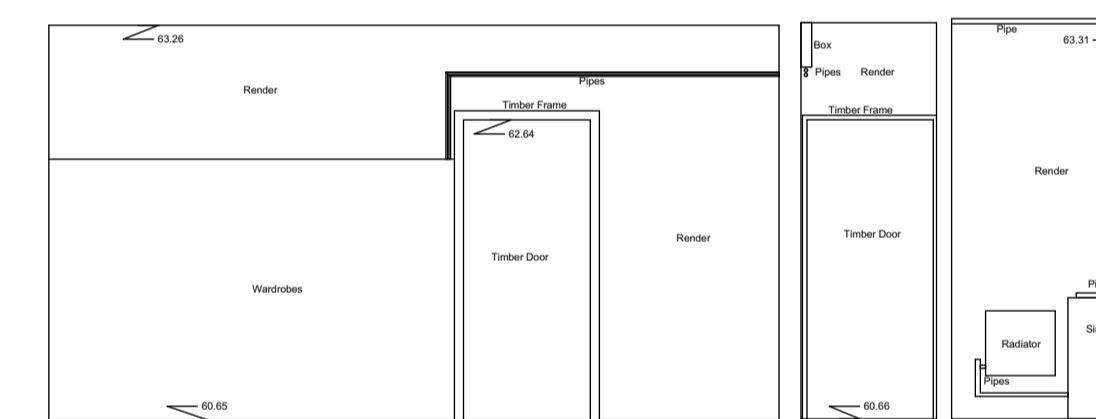 63.26
Render
Pipes
Timber Frame
62.64
Render
Timber Door
Wardrobes
60.65
Box
Pipes Render
Timber Frame
Timber Door
60.66
Pipe
63.31
Render
Radiator
Pipes